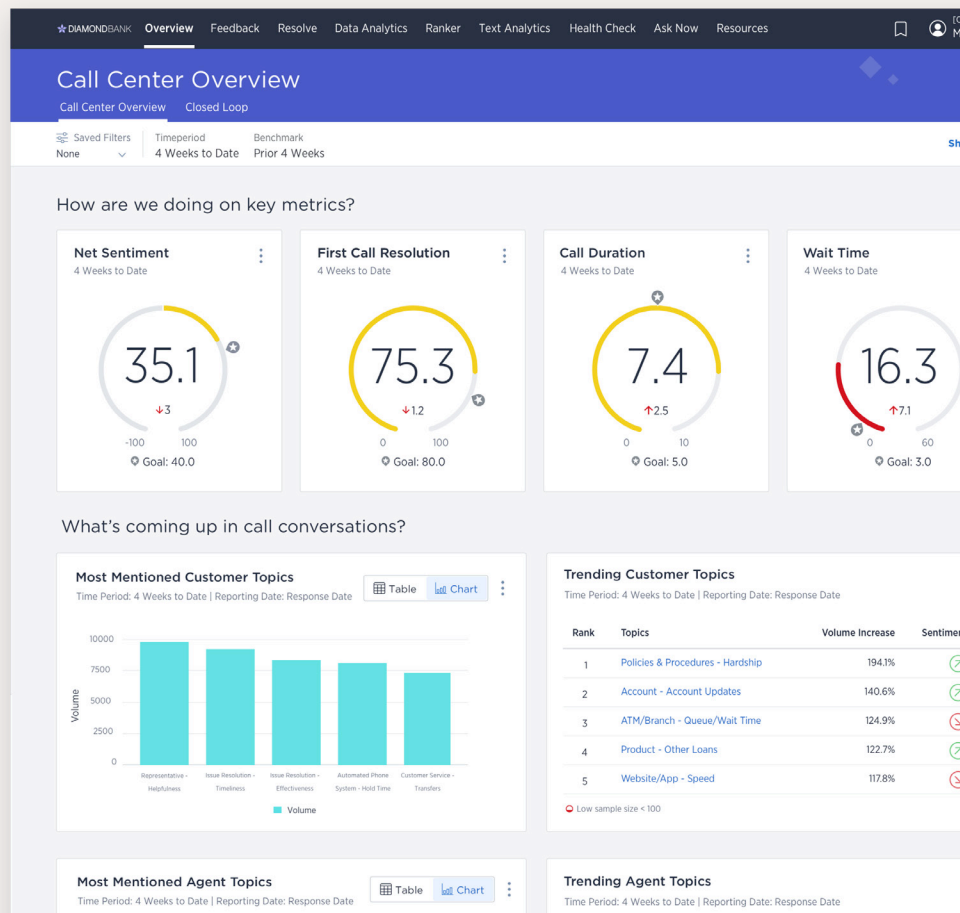 DIAMONDBANK Overview Feedback Resolve Data Analytics Ranker Text Analytics Health Check Ask Now Resources
Call Center Overview
Call Center Overview Closed Loop
Saved Filters Timeperiod Benchmark
None 4 Weeks to Date Prior 4 Weeks
How are we doing on key metrics?
Net Sentiment First Call Resolution Call Duration Wait Time
4 Weeks to Date 4 Weeks to Date 4 Weeks to Date 4 Weeks to Date
35.1 75.3 7.4 16.3
3 1.2 2.5 7.1
-100 100 0 100 0 10 0 60
Goal: 40.0 Goal: 80.0 Goal: 5.0 Goal: 3.0
What's coming up in call conversations?
Most Mentioned Customer Topics
Time Period: 4 Weeks to Date | Reporting Date: Response Date
Table Chart
10000
7500
5000
2500
0
Volume
Representative - Helpfulness
Issue Resolution - Timeliness
Issue Resolution - Effectiveness
Automated Phone System - Hold Time
Customer Service - Transfers
Volume
Trending Customer Topics
Time Period: 4 Weeks to Date | Reporting Date: Response Date
Rank Topics Volume Increase
1 Policies & Procedures - Hardship 194.1%
2 Account - Account Updates 140.6%
3 ATM/Branch - Queue/Wait Time 124.9%
4 Product - Other Loans 122.7%
5 Website/App - Speed 117.8%
Low sample size < 100
Most Mentioned Agent Topics
Time Period: 4 Weeks to Date | Reporting Date: Response Date
Table Chart
Trending Agent Topics
Time Period: 4 Weeks to Date | Reporting Date: Response Date